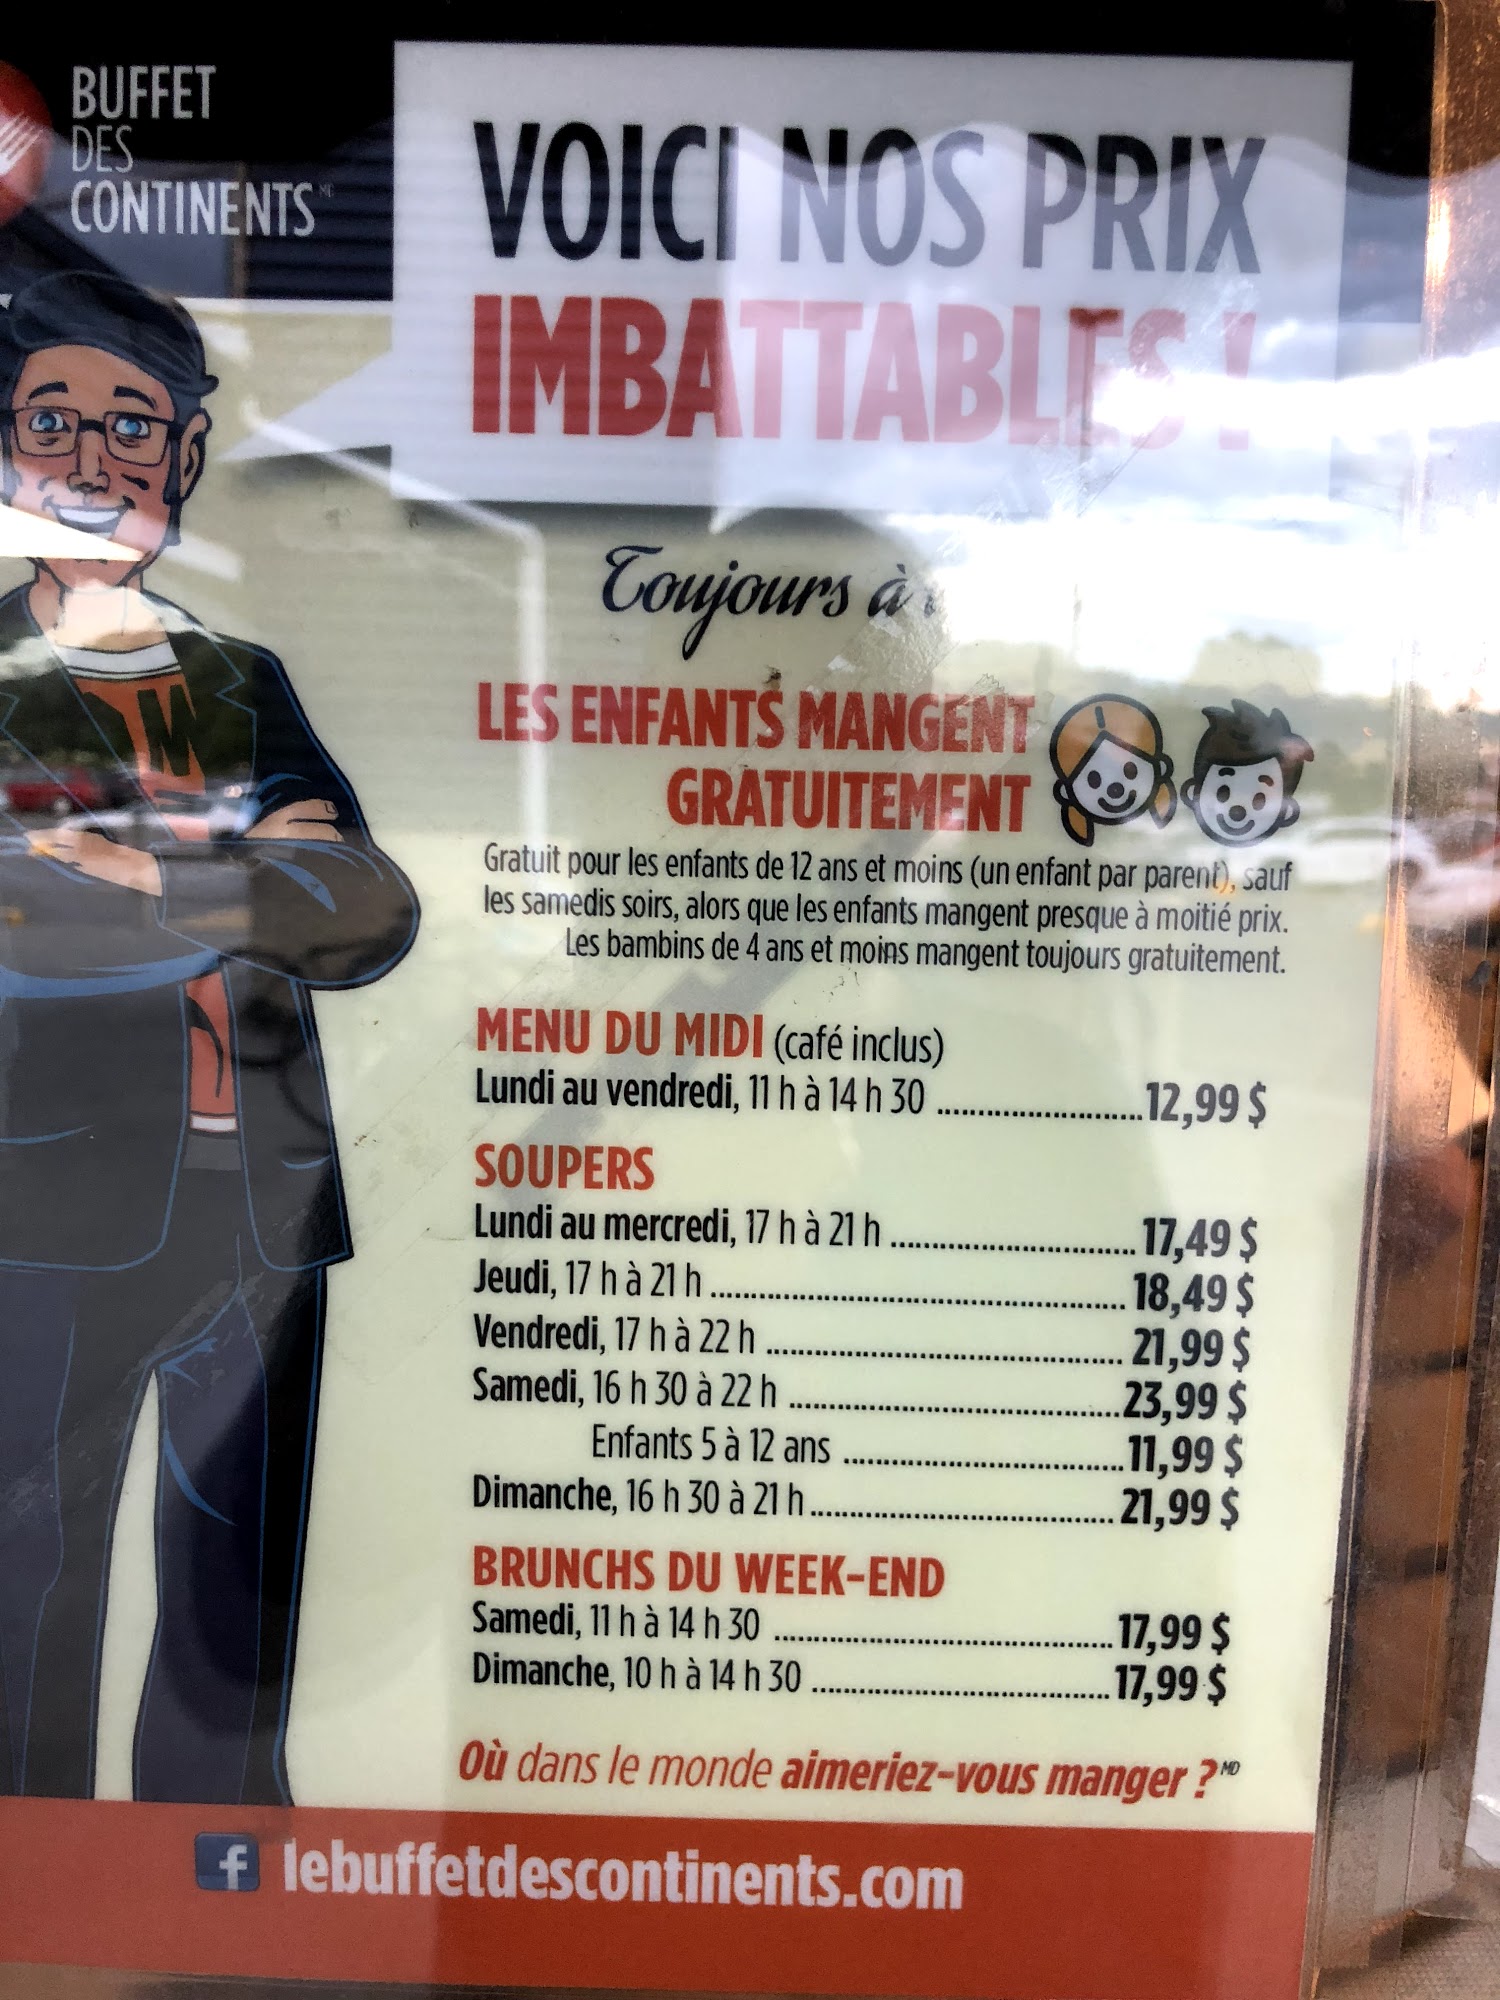 BUFFET
DES
CONTINENTS MC
VOICI NOS PRIX
IMBATTABLES !
Toujours à
LES ENFANTS MANGENT
GRATUITEMENT
Gratuit pour les enfants de 12 ans et moins (un enfant par parent), sauf
les samedis soirs, alors que les enfants mangent presque à moitié prix.
Les bambins de 4 ans et moins mangent toujours gratuitement.
MENU DU MIDI (café inclus)
Lundi au vendredi, 11 h à 14 h 30 ........................ 12,99 $
SOUPERS
Lundi au mercredi, 17 h à 21 h ............................. 17,49 $
Jeudi, 17 h à 21 h ................................................. 18,49 $
Vendredi, 17 h à 22 h .......................................... 21,99 $
Samedi, 16 h 30 à 22 h ....................................... 23,99 $
Enfants 5 à 12 ans ................................. 11,99 $
Dimanche, 16 h 30 à 21 h .................................... 21,99 $
BRUNCHS DU WEEK-END
Samedi, 11 h à 14 h 30 ........................................ 17,99 $
Dimanche, 10 h à 14 h 30 ................................... 17,99 $
Où dans le monde aimeriez-vous manger ? MD
f lebuffetdescontinents.com